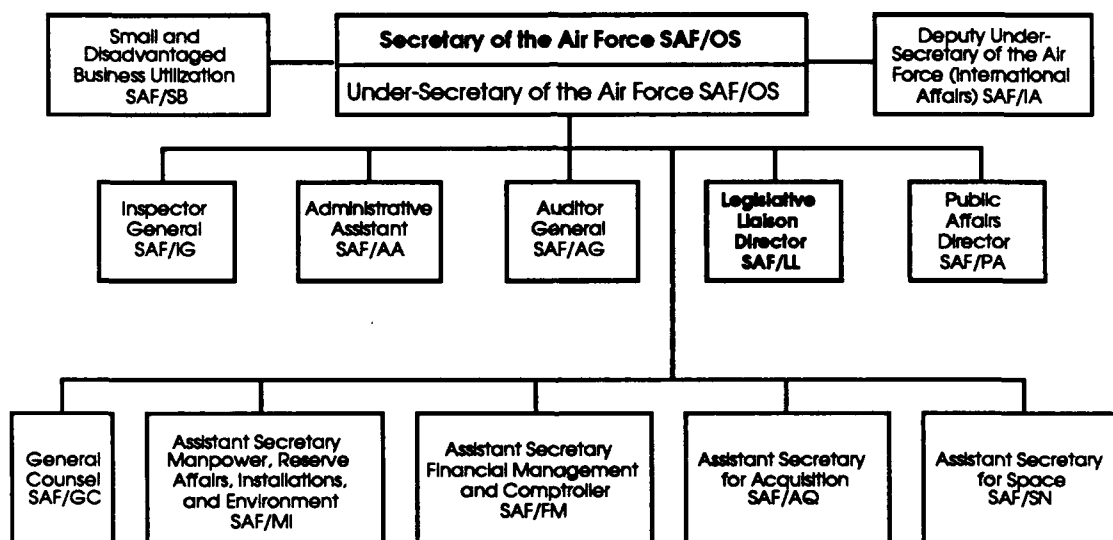 Small and
Disadvantaged
Business Utilization
SAF/SB
Secretary of the Air Force SAF/OS
Under-Secretary of the Air Force SAF/OS
Deputy Under-
Secretary of the Air
Force (International
Affairs) SAF/IA
Inspector
General
SAF/IG
Administrative
Assistant
SAF/AA
Auditor
General
SAF/AG
Legislative
Liaison
Director
SAF/LL
Public
Affairs
Director
SAF/PA
General
Counsel
SAF/GC
Assistant Secretary
Manpower, Reserve
Affairs, Installations,
and Environment
SAF/MI
Assistant Secretary
Financial Management
and Comptroller
SAF/FM
Assistant Secretary
for Acquisition
SAF/AQ
Assistant Secretary
for Space
SAF/SN